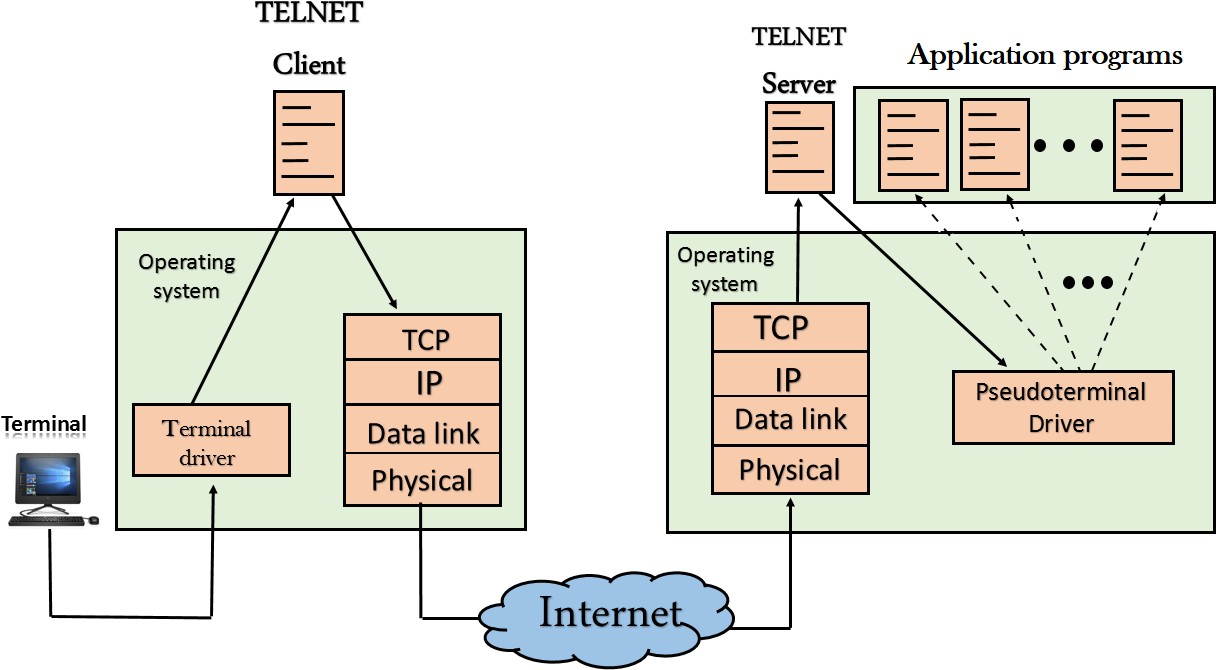 TELNET
Client
TELNET
Server
Application programs
Operating
system
TCP
IP
Data link
Physical
Terminal
driver
Terminal
Operating
system
TCP
IP
Data link
Physical
Pseudoterminal
Driver
Internet